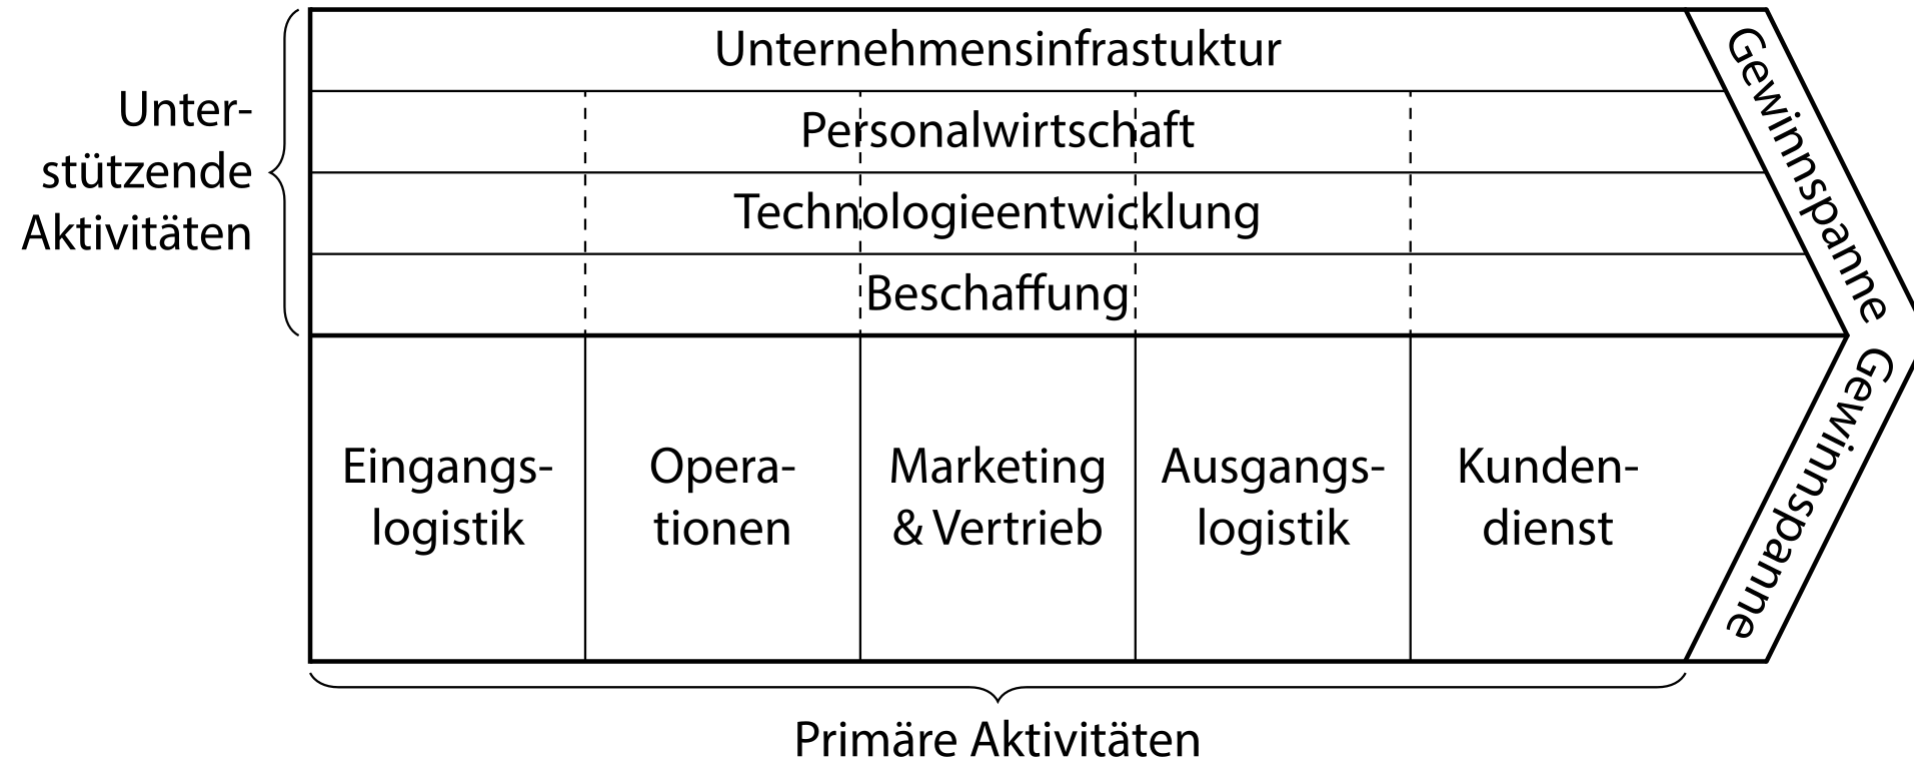 Unternehmensinfrastuktur
Personalwirtschaft
Technologieentwicklung
Beschaffung
Unter-
stützende
Aktivitäten
Gewinnspanne
Gewinnspanne
Eingangs-
logistik
Opera-
tionen
Marketing
& Vertrieb
Ausgangs-
logistik
Kunden-
dienst
Primäre Aktivitäten